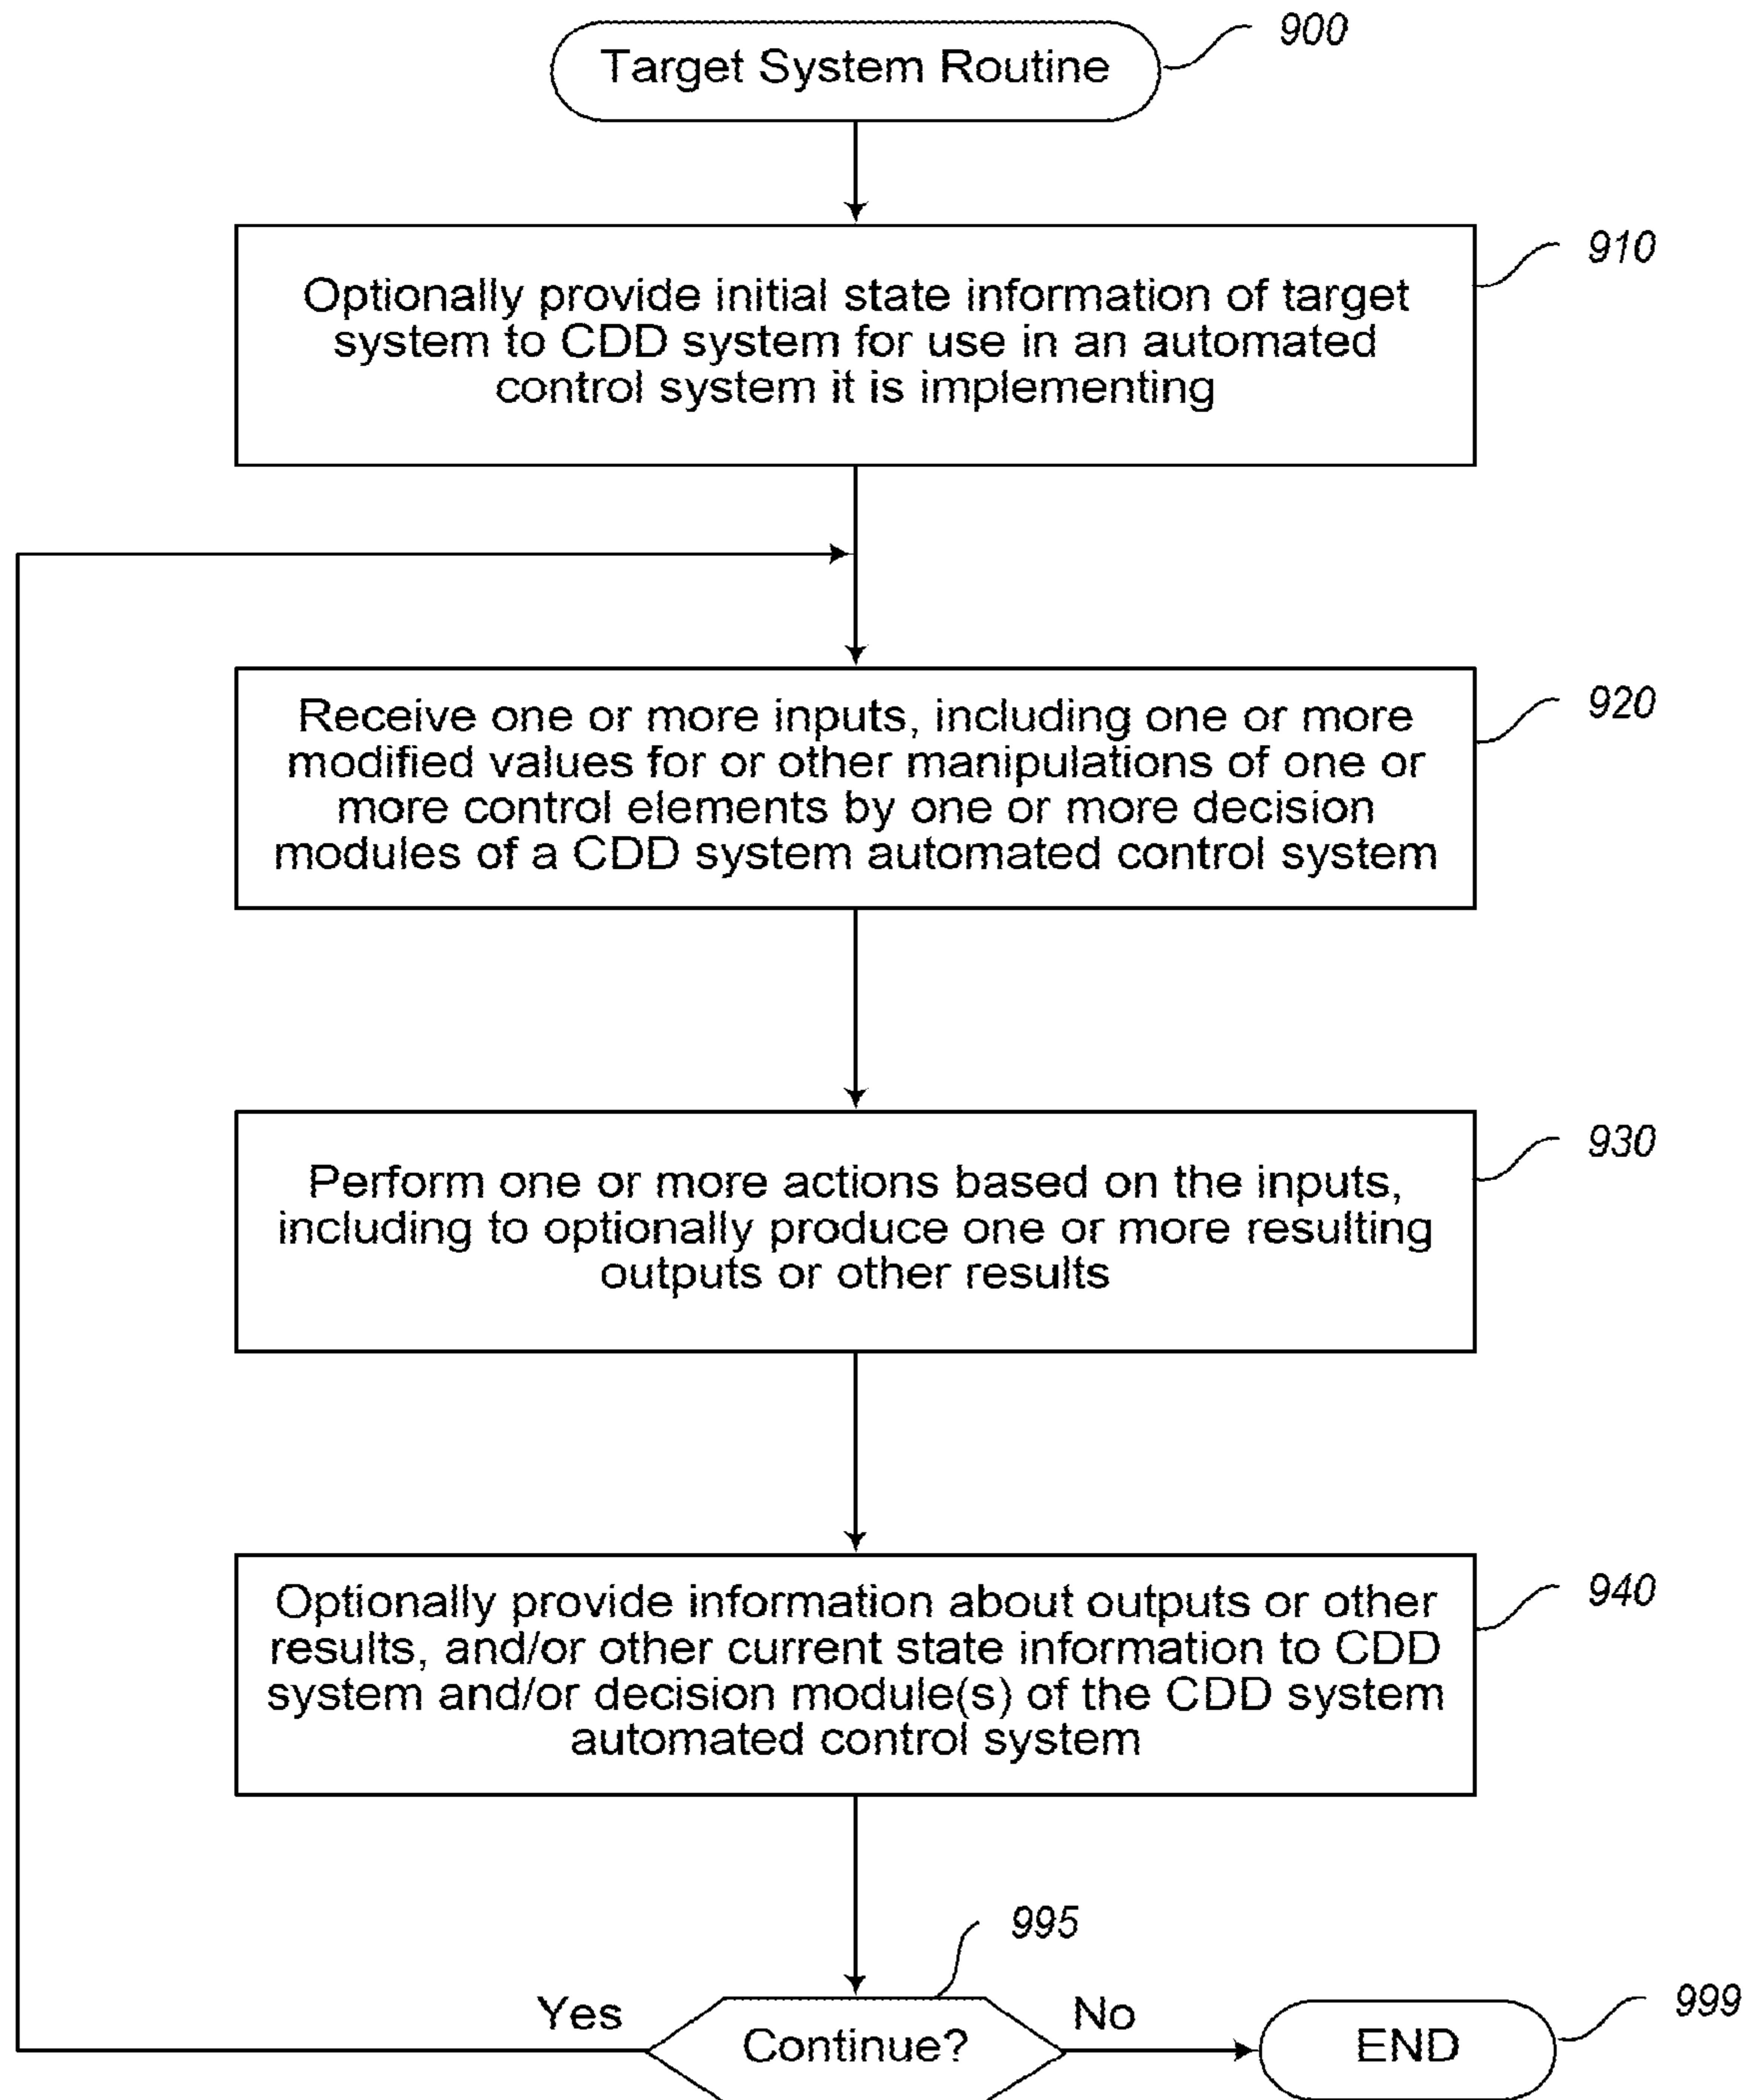 Target System Routine
900
910
Optionally provide initial state information of target
system to CDD system for use in an automated
control system it is implementing
920
Receive one or more inputs, including one or more
modified values for or other manipulations of one or
more control elements by one or more decision
modules of a CDD system automated control system
930
Perform one or more actions based on the inputs,
including to optionally produce one or more resulting
outputs or other results
940
Optionally provide information about outputs or other
results, and/or other current state information to CDD
system and/or decision module(s) of the CDD system
automated control system
995
Yes
Continue?
No
END
999